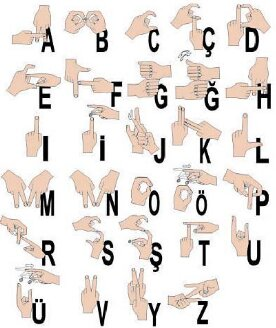 A B C Ç D
E F G Ğ H
I İ J K L
M N O Ö P
R S Ş T U
Ü V Y Z